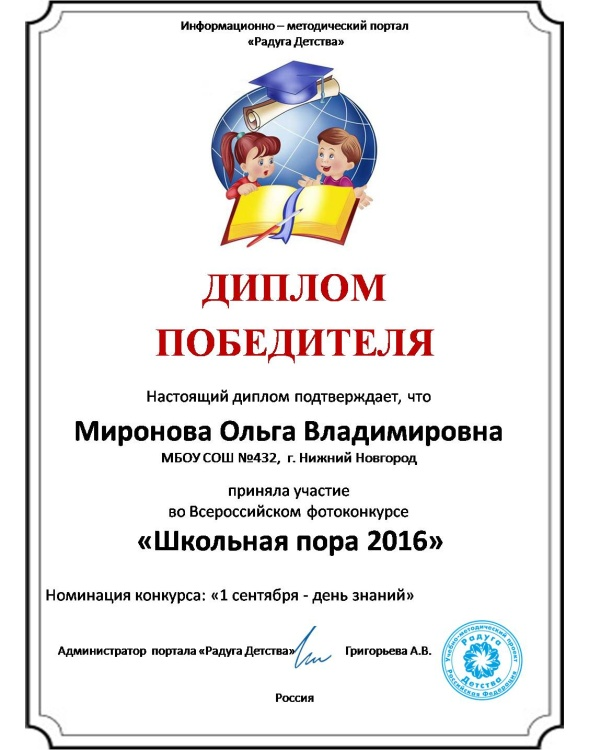 Информационно – методический портал
«Радуга Детства»
ДИПЛОМ
ПОБЕДИТЕЛЯ
Настоящий диплом подтверждает, что
Миронова Ольга Владимировна
МБОУ СОШ №432, г. Нижний Новгород
приняла участие
во Всероссийском фотоконкурсе
«Школьная пора 2016»
Номинация конкурса: «1 сентября - день знаний»
Администратор портала «Радуга Детства» Григорьева А.В.
Учебно-методический проект
Радуга
Детства
Российская Федерация
Россия